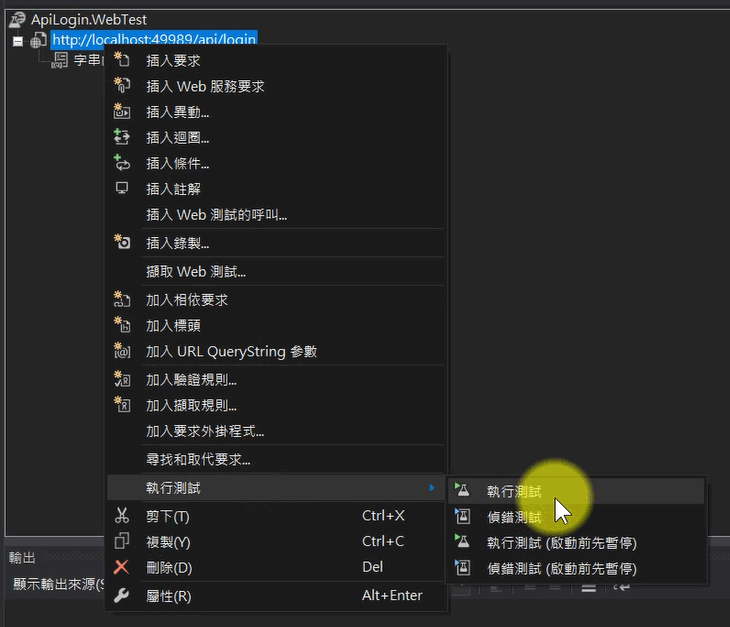 ApiLogin.WebTest
http://localhost:49989/api/login
字串
插入要求
插入 Web 服務要求
插入異動...
插入迴圈...
插入條件...
插入註解
插入 Web 測試的呼叫...
插入錄製...
擷取 Web 測試...
加入相依要求
加入標頭
加入 URL QueryString 參數
加入驗證規則...
加入擷取規則...
加入要求外掛程式...
尋找和取代要求...
執行測試
執行測試
偵錯測試
剪下(T) Ctrl+X
複製(Y) Ctrl+C
執行測試 (啟動前先暫停)
刪除(D) Del
偵錯測試 (啟動前先暫停)
屬性(R) Alt+Enter
輸出
顯示輸出來源(S